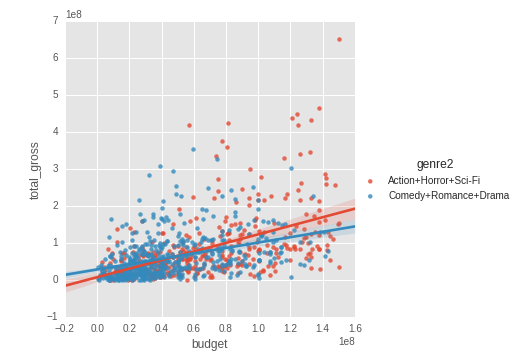 1e8
7
6
5
4
3
2
1
0
−1
total_gross
−0.2
0.0
0.2
0.4
0.6
0.8
1.0
1.2
1.4
1.6
1e8
budget
genre2
Action+Horror+Sci-Fi
Comedy+Romance+Drama